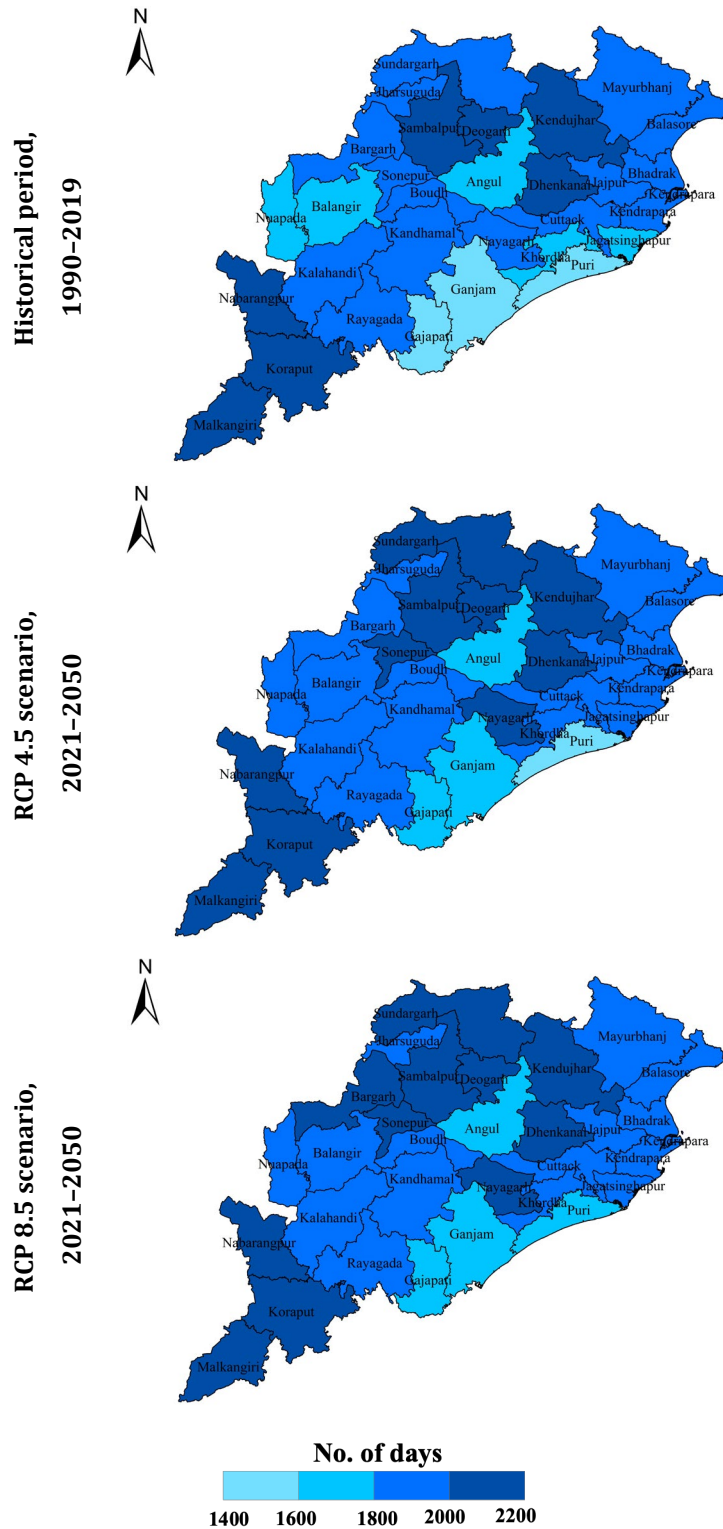 N
Historical period,
1990–2019
Sundargarh
Jharsuguda
Mayurbhanj
Sambalpur
Deogarh
Kendujhar
Balasore
Bargarh
Sonepur
Boudh
Angul
Dhenkanal
Jajpur
Bhadrak
Kendrapara
Nuapada
Balangir
Kandhamal
Cuttack
Kendrapara
Nayagarh
Khordha
Jagatsinghapur
Puri
Kalahandi
Nabarangpur
Rayagada
Ganjam
Gajapati
Koraput
Malkangiri
N
RCP 4.5 scenario,
2021–2050
Sundargarh
Jharsuguda
Mayurbhanj
Sambalpur
Deogarh
Kendujhar
Balasore
Bargarh
Sonepur
Boudh
Angul
Dhenkanal
Jajpur
Bhadrak
Kendrapara
Nuapada
Balangir
Kandhamal
Cuttack
Kendrapara
Nayagarh
Khordha
Jagatsinghapur
Puri
Kalahandi
Nabarangpur
Rayagada
Ganjam
Gajapati
Koraput
Malkangiri
N
RCP 8.5 scenario,
2021–2050
Sundargarh
Jharsuguda
Mayurbhanj
Sambalpur
Deogarh
Kendujhar
Balasore
Bargarh
Sonepur
Boudh
Angul
Dhenkanal
Jajpur
Bhadrak
Kendrapara
Nuapada
Balangir
Kandhamal
Cuttack
Kendrapara
Nayagarh
Khordha
Jagatsinghapur
Puri
Kalahandi
Nabarangpur
Rayagada
Ganjam
Gajapati
Koraput
Malkangiri
No. of days
1400 1600 1800 2000 2200